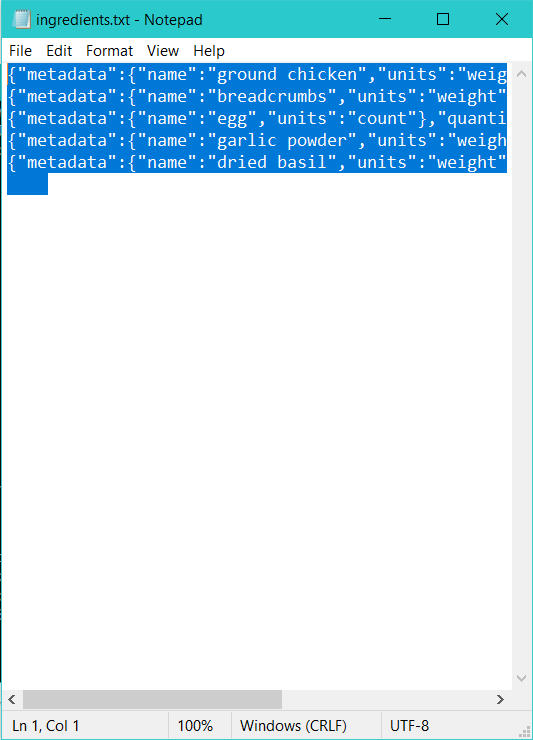 ingredients.txt - Notepad
File Edit Format View Help
{"metadata":{"name":"ground chicken","units":"weig
{"metadata":{"name":"breadcrumbs","units":"weight"
{"metadata":{"name":"egg","units":"count"},"quanti
{"metadata":{"name":"garlic powder","units":"weigh
{"metadata":{"name":"dried basil","units":"weight"
Ln 1, Col 1 100% Windows (CRLF) UTF-8